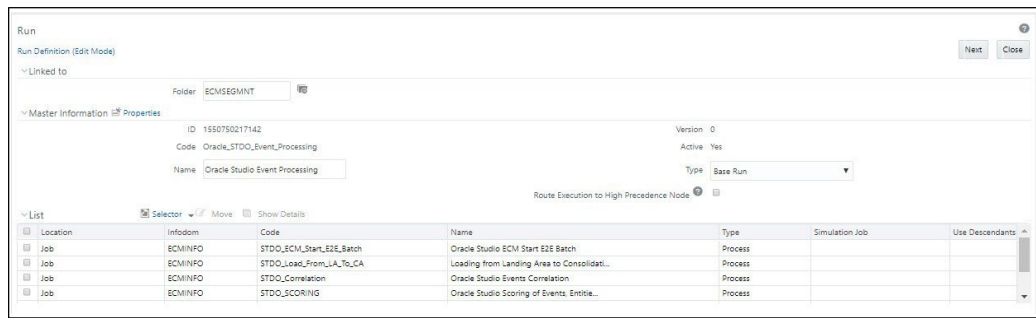 Run
Run Definition (Edit Mode)
Next Close
Linked to
Folder ECMSEGMNT
Master Information Properties
ID 1550750217142 Version 0
Code Oracle_STDO_Event_Processing Active Yes
Name Oracle Studio Event Processing Type Base Run
Route Execution to High Precedence Node
List Selector Move Show Details
Location Infodom Code Name Type Simulation Job Use Descendants
Job ECMINFO STDO_ECM_Start_E2E_Batch Oracle Studio ECM Start E2E Batch Process
Job ECMINFO STDO_Load_From_LA_To_CA Loading from Landing Area to Consolidati... Process
Job ECMINFO STDO_Correlation Oracle Studio Events Correlation Process
Job ECMINFO STDO_SCORING Oracle Studio Scoring of Events, Entitie... Process